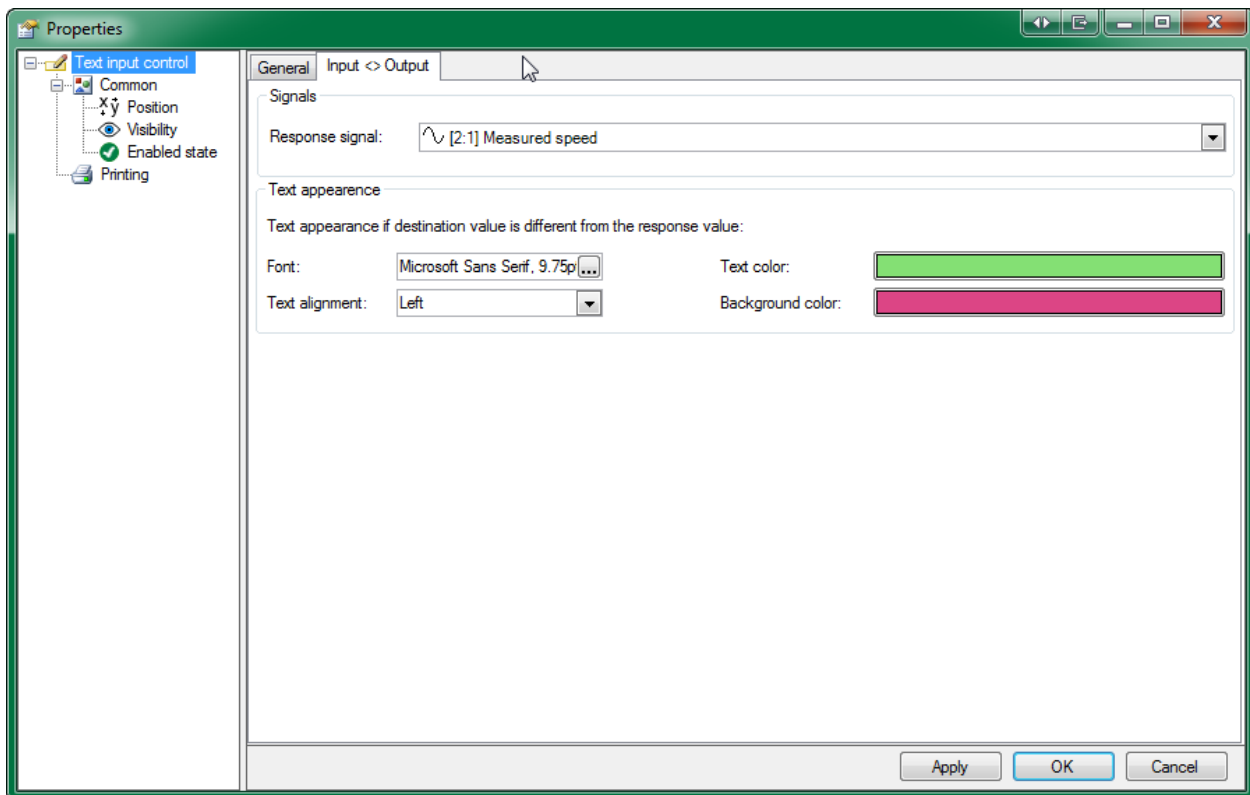 Properties
Text input control
Common
Position
Visibility
Enabled state
Printing
General Input <> Output
Signals
Response signal: [2:1] Measured speed
Text appearence
Text appearance if destination value is different from the response value:
Font: Microsoft Sans Serif, 9.75p ... Text color:
Text alignment: Left Background color:
Apply OK Cancel